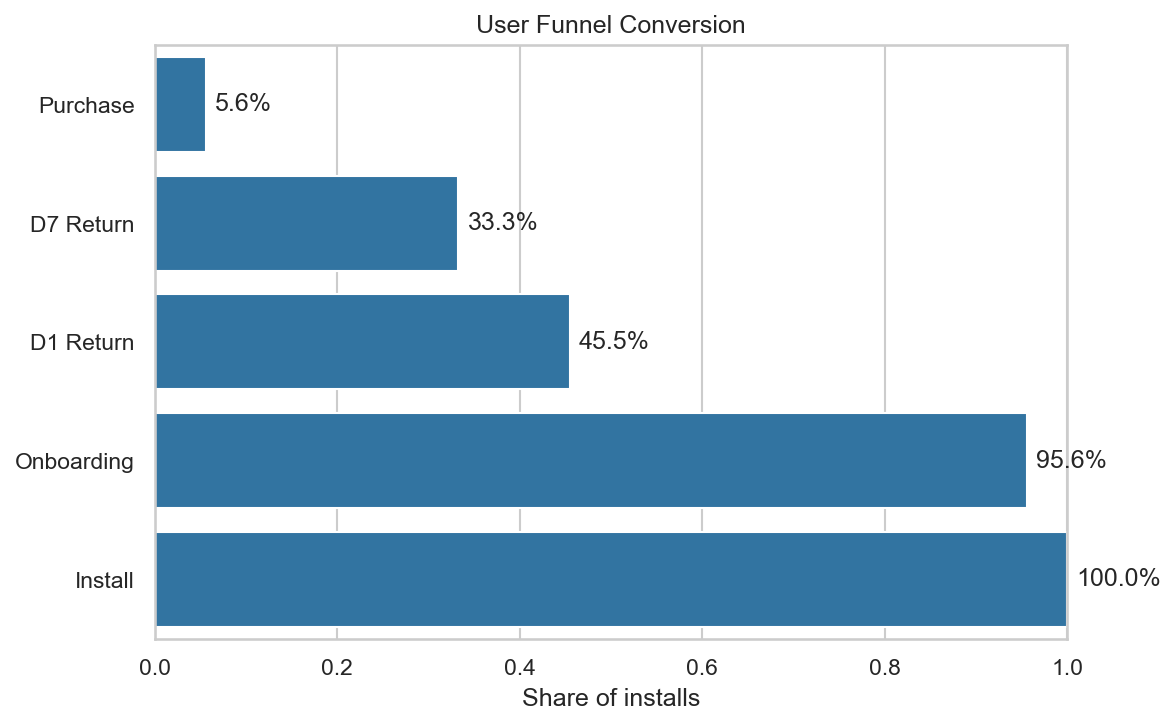 User Funnel Conversion
Purchase 5.6%
D7 Return 33.3%
D1 Return 45.5%
Onboarding 95.6%
Install 100.0%
0.0 0.2 0.4 0.6 0.8 1.0
Share of installs